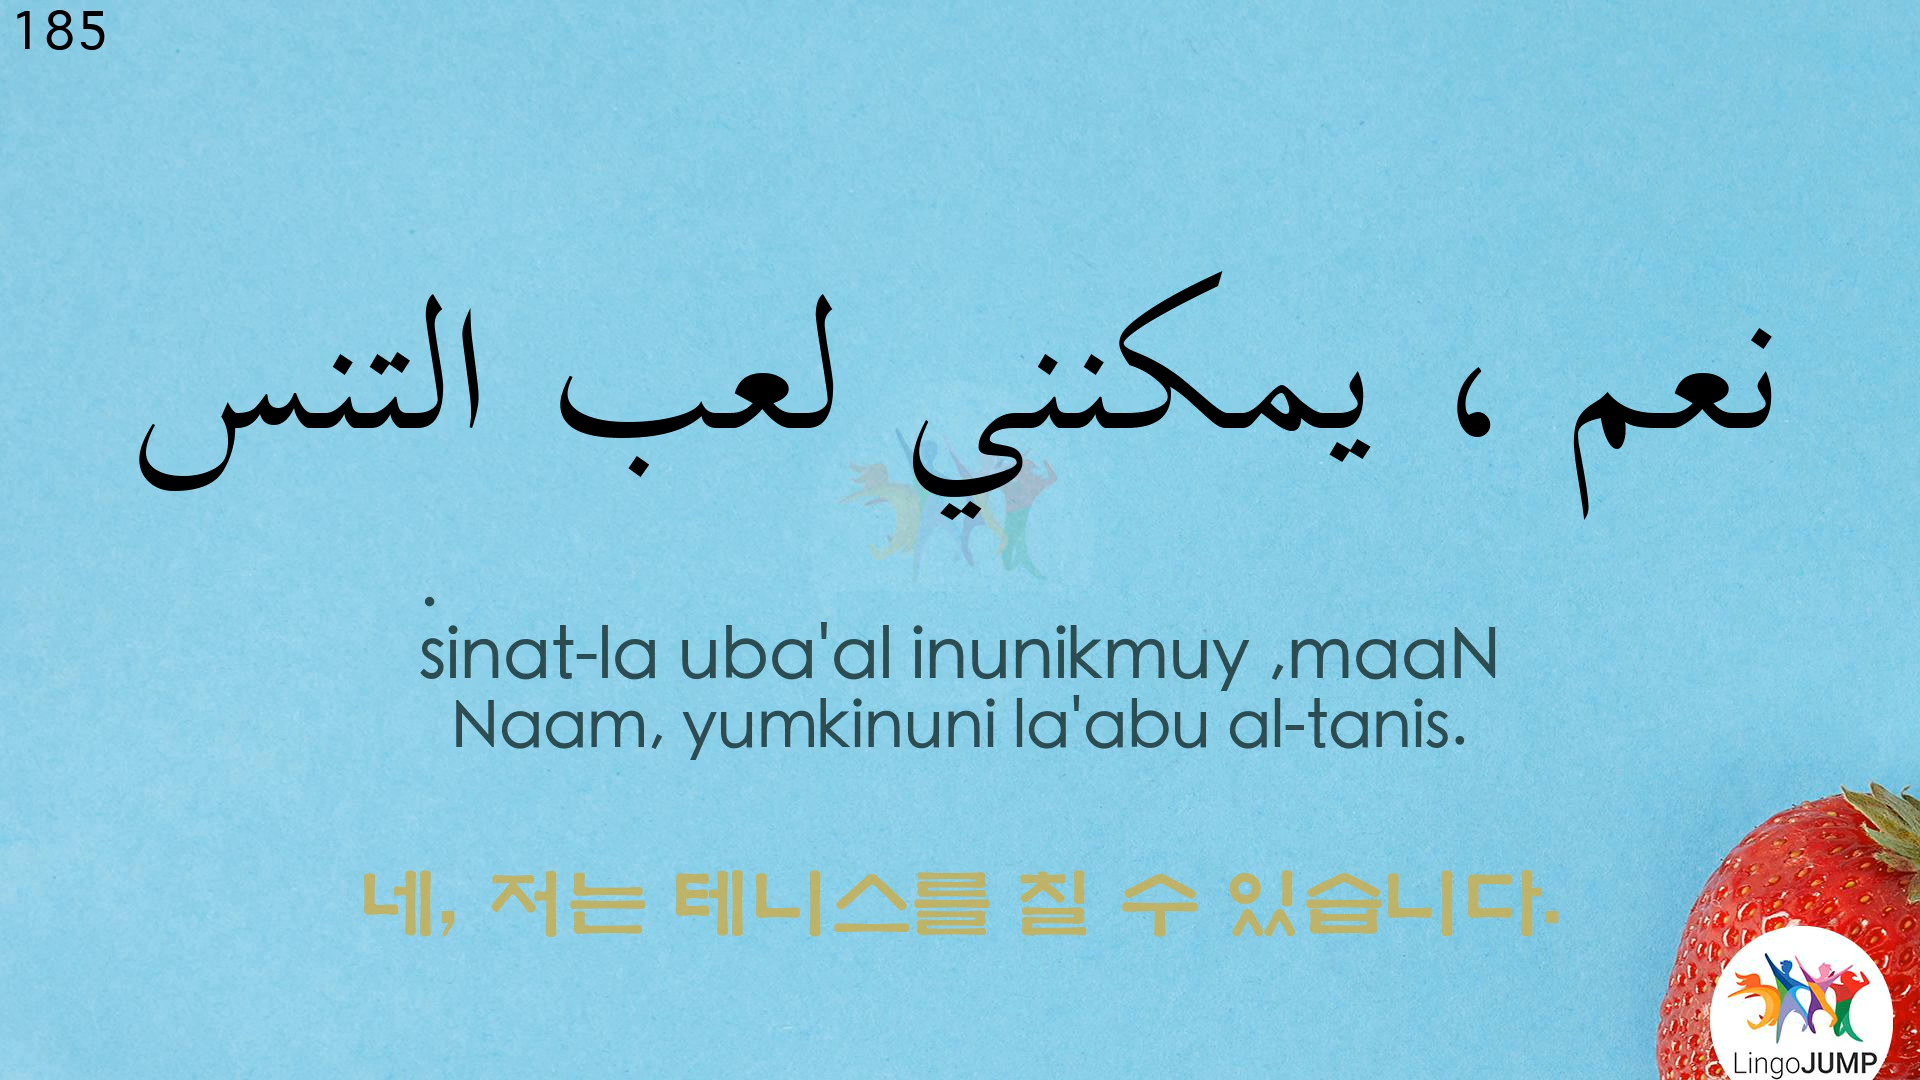 185
نعم ، يمكنني لعب التنس
.
sinat-la uba'al inunikmuy ,maaN
Naam, yumkinuni la'abu al-tanis.
네, 저는 테니스를 칠 수 있습니다.
LingoJUMP